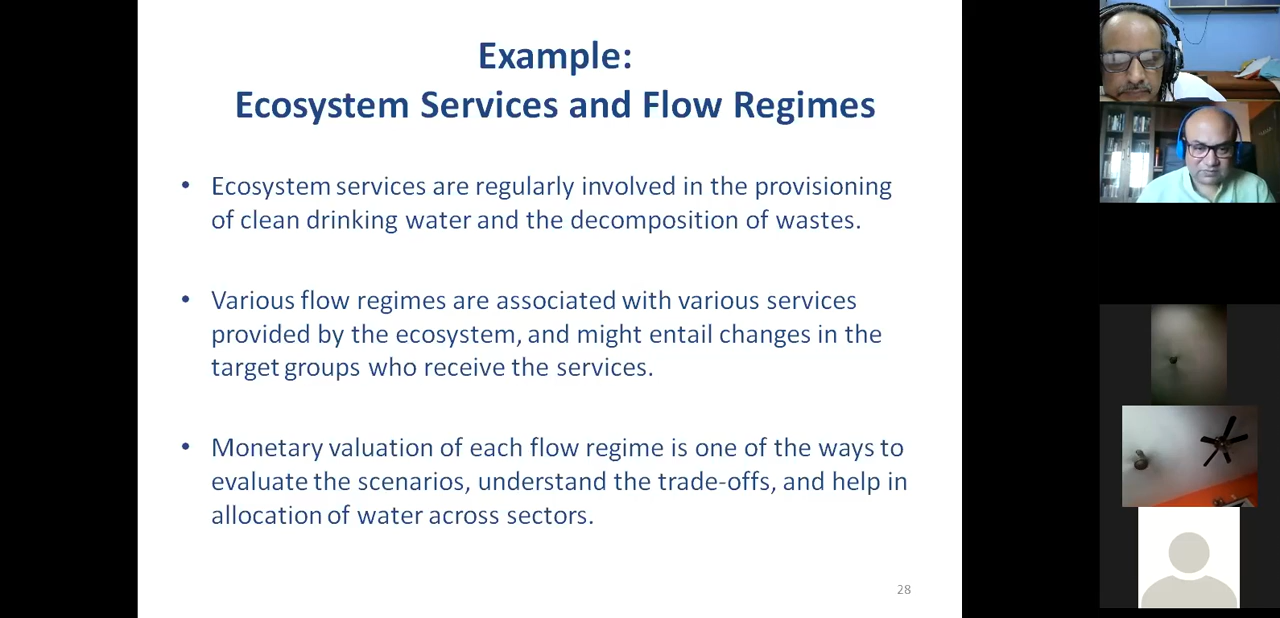 Example:
Ecosystem Services and Flow Regimes
• Ecosystem services are regularly involved in the provisioning
of clean drinking water and the decomposition of wastes.
• Various flow regimes are associated with various services
provided by the ecosystem, and might entail changes in the
target groups who receive the services.
• Monetary valuation of each flow regime is one of the ways to
evaluate the scenarios, understand the trade-offs, and help in
allocation of water across sectors.
28